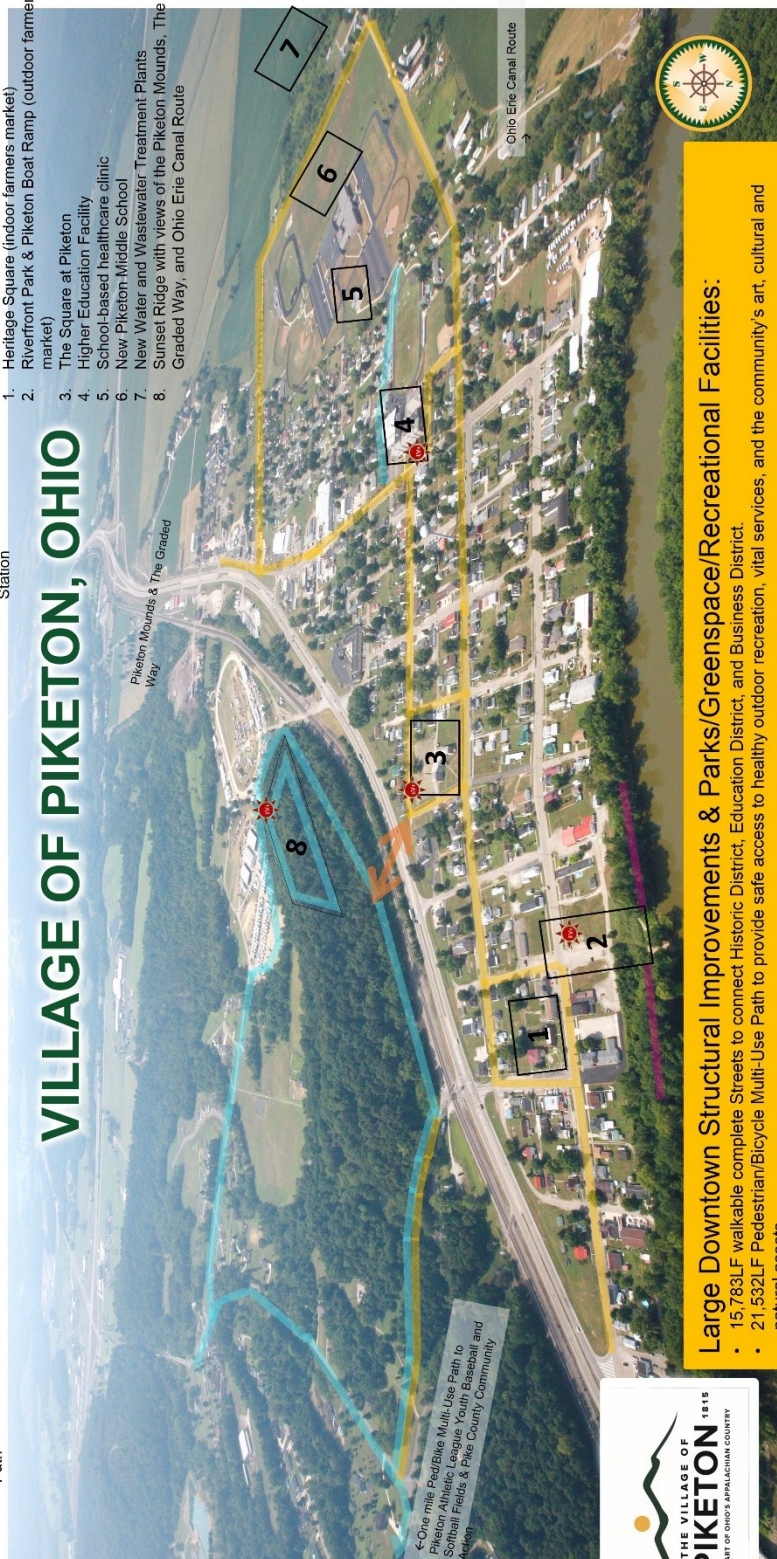 Path
Station
VILLAGE OF PIKETON, OHIO
1. Heritage Square (indoor farmers market)
2. Riverfront Park & Piketon Boat Ramp (outdoor farmer
market)
3. The Square at Piketon
4. Higher Education Facility
5. School-based healthcare clinic
6. New Piketon Middle School
7. New Water and Wastewater Treatment Plants
8. Sunset Ridge with views of the Piketon Mounds, The
Graded Way, and Ohio Erie Canal Route
Piketon Mounds & The Graded
Way
7
6
5
4
EV+
8
EV+
3
EV+
2
EV+
1
Ohio Erie Canal Route
→
←One mile Ped/Bike Multi-Use Path to
Piketon Athletic League Youth Baseball and
Softball Fields & Pike County Community
Action
S
W
N
E
THE VILLAGE OF
PIKETON 1815
ART OF OHIO'S APPALACHIAN COUNTRY
Large Downtown Structural Improvements & Parks/Greenspace/Recreational Facilities:
• 15,783LF walkable complete Streets to connect Historic District, Education District, and Business District.
• 21,532LF Pedestrian/Bicycle Multi-Use Path to provide safe access to healthy outdoor recreation, vital services, and the community's art, cultural and